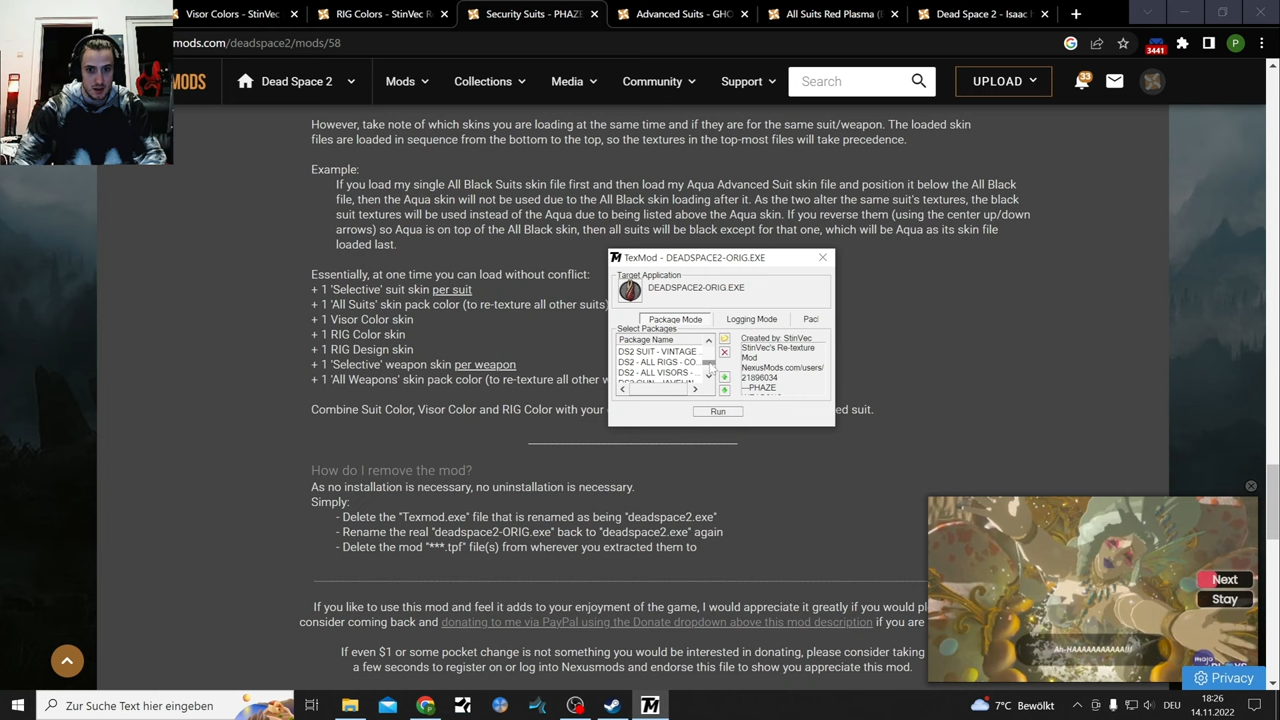 Visor Colors - StinVec
RIG Colors - StinVec R
Security Suits - PHAZE
Advanced Suits - GHO
All Suits Red Plasma (
Dead Space 2 - Isaac H
mods.com/deadspace2/mods/58
3441
P
MODS
Dead Space 2
Mods
Collections
Media
Community
Support
Search
UPLOAD
33
However, take note of which skins you are loading at the same time and if they are for the same suit/weapon. The loaded skin
files are loaded in sequence from the bottom to the top, so the textures in the top-most files will take precedence.
Example:
If you load my single All Black Suits skin file first and then load my Aqua Advanced Suit skin file and position it below the All Black
file, then the Aqua skin will not be used due to the All Black skin loading after it. As the two alter the same suit's textures, the black
suit textures will be used instead of the Aqua due to being listed above the Aqua skin. If you reverse them (using the center up/down
arrows) so Aqua is on top of the All Black skin, then all suits will be black except for that one, which will be Aqua as its skin file
loaded last.
Essentially, at one time you can load without conflict:
+ 1 'Selective' suit skin per suit
+ 1 'All Suits' skin pack color (to re-texture all other suits)
+ 1 Visor Color skin
+ 1 RIG Color skin
+ 1 RIG Design skin
+ 1 'Selective' weapon skin per weapon
+ 1 'All Weapons' skin pack color (to re-texture all other w
Combine Suit Color, Visor Color and RIG Color with your
ed suit.
TexMod - DEADSPACE2-ORIG.EXE
Target Application
DEADSPACE2-ORIG.EXE
Package Mode
Logging Mode
Pacl
Select Packages
Package Name
DS2 SUIT - VINTAGE ...
DS2 - ALL RIGS - CO...
DS2 - ALL VISORS - ...
DS2 GUN - JAVELIN
Created by: StinVec
StinVec's Re-texture
Mod
NexusMods.com/users/
21896034
---PHAZE
Run
How do I remove the mod?
As no installation is necessary, no uninstallation is necessary.
Simply:
- Delete the "Texmod.exe" file that is renamed as being "deadspace2.exe"
- Rename the real "deadspace2-ORIG.exe" back to "deadspace2.exe" again
- Delete the mod "***.tpf" file(s) from wherever you extracted them to
If you like to use this mod and feel it adds to your enjoyment of the game, I would appreciate it greatly if you would pl
consider coming back and donating to me via PayPal using the Donate dropdown above this mod description if you are
If even $1 or some pocket change is not something you would be interested in donating, please consider taking
a few seconds to register on or log into Nexusmods and endorse this file to show you appreciate this mod.
Next
Stay
Ah-HAAAAAAAAAAA!!!
mojo
PLAYS
Privacy
Zur Suche Text hier eingeben
7°C Bewölkt
DEU
18:26
14.11.2022